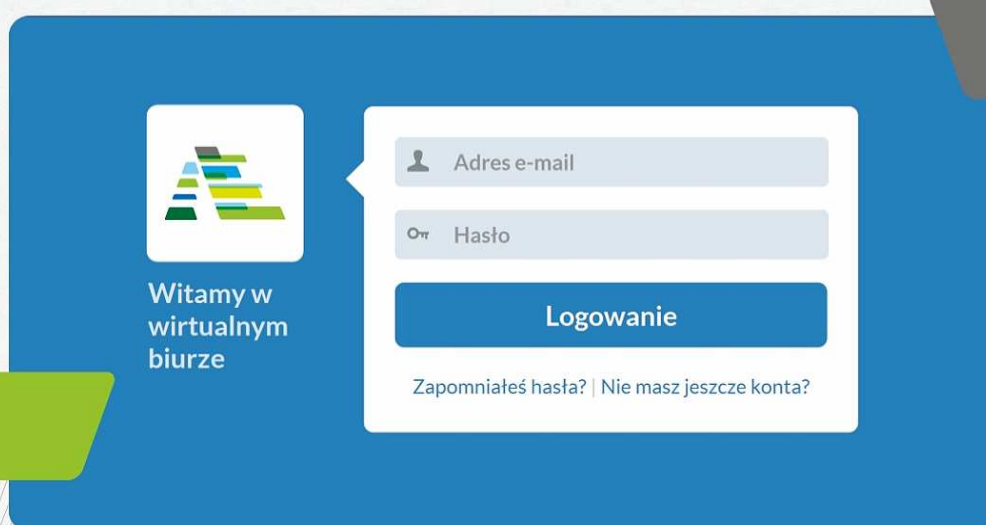 Adres e-mail
Hasło
Witamy w
wirtualnym
biurze
Logowanie
Zapomniałeś hasła? | Nie masz jeszcze konta?